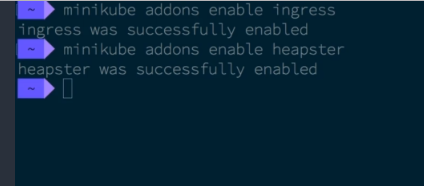 ~ minikube addons enable ingress
ingress was successfully enabled
~ minikube addons enable heapster
heapster was successfully enabled
~